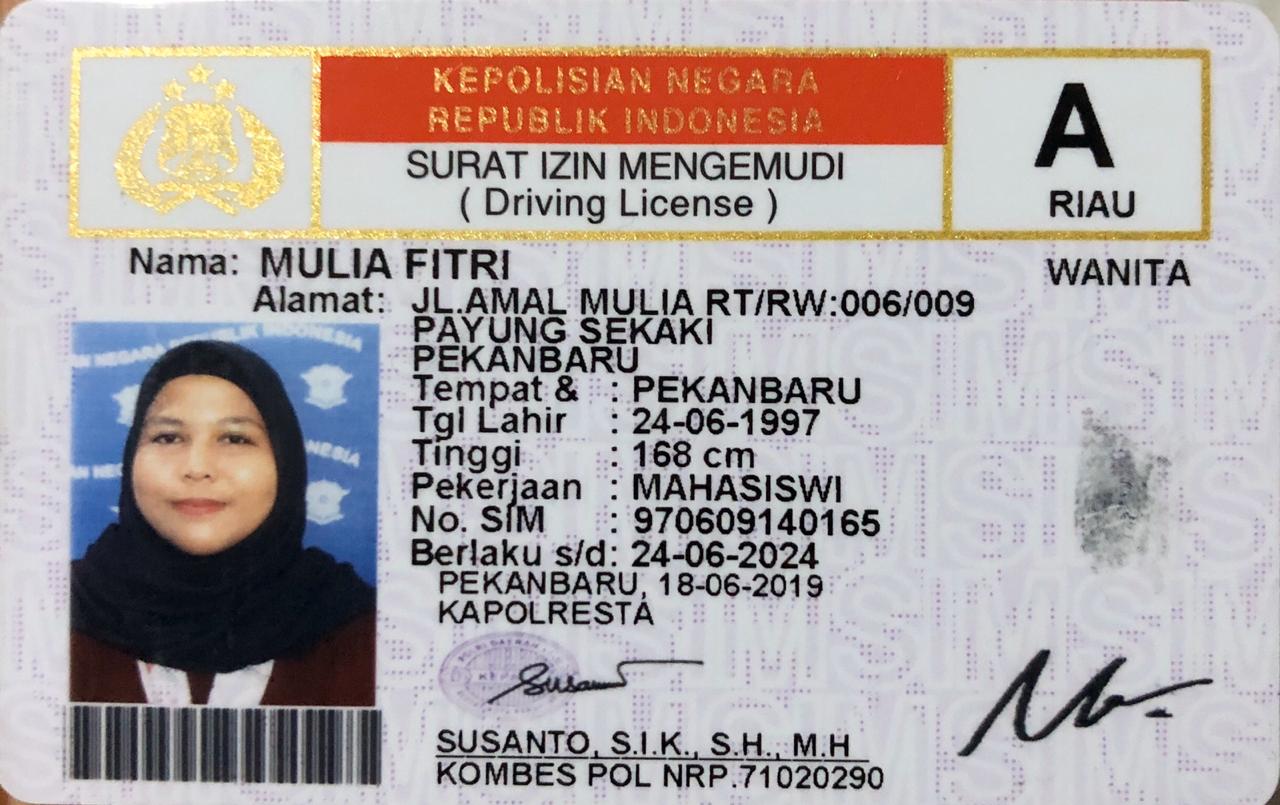 KEPOLISIAN NEGARA
REPUBLIK INDONESIA
SURAT IZIN MENGEMUDI
( Driving License )
A
RIAU
Nama: MULIA FITRI
WANITA
Alamat: JL.AMAL MULIA RT/RW:006/009
PAYUNG SEKAKI
PEKANBARU
Tempat & : PEKANBARU
Tgl Lahir : 24-06-1997
Tinggi : 168 cm
Pekerjaan : MAHASISWI
No. SIM : 970609140165
Berlaku s/d: 24-06-2024
PEKANBARU, 18-06-2019
KAPOLRESTA
SUSANTO, S.I.K., S.H., M.H
KOMBES POL NRP.71020290